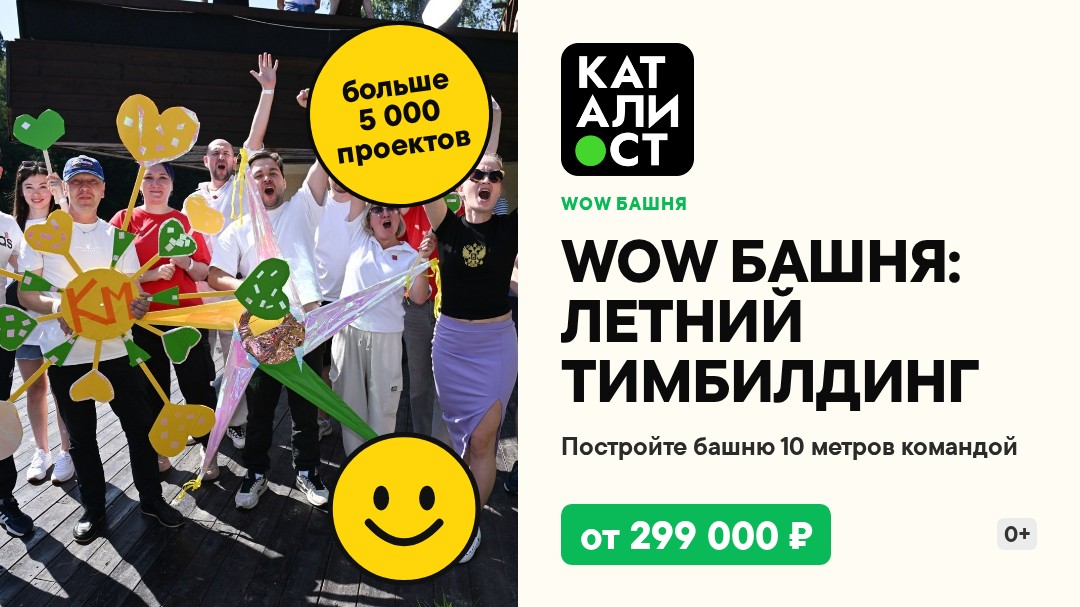 больше
5 000
проектов
КМ
КАТ
АЛИ
СТ
WOW БАШНЯ
WOW БАШНЯ:
ЛЕТНИЙ
ТИМБИЛДИНГ
Постройте башню 10 метров командой
от 299 000 ₽
0+